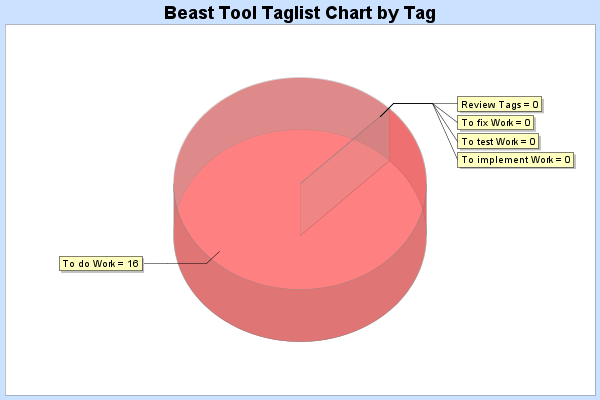 Beast Tool Taglist Chart by Tag
Review Tags = 0
To fix Work = 0
To test Work = 0
To implement Work = 0
To do Work = 16